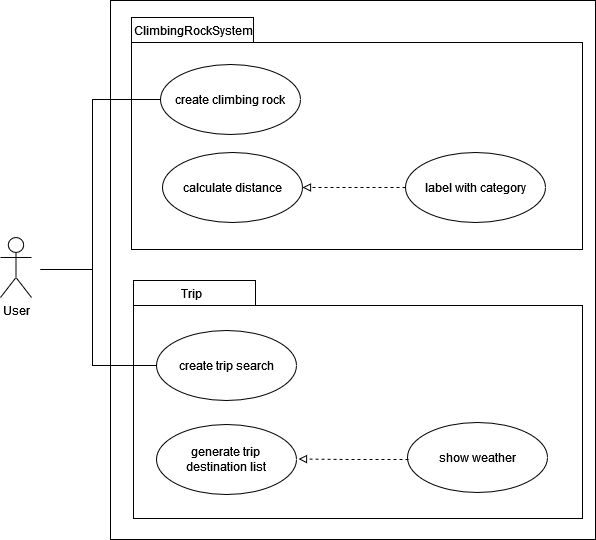 ClimbingRockSystem
create climbing rock
calculate distance
label with category
User
Trip
create trip search
generate trip
destination list
show weather